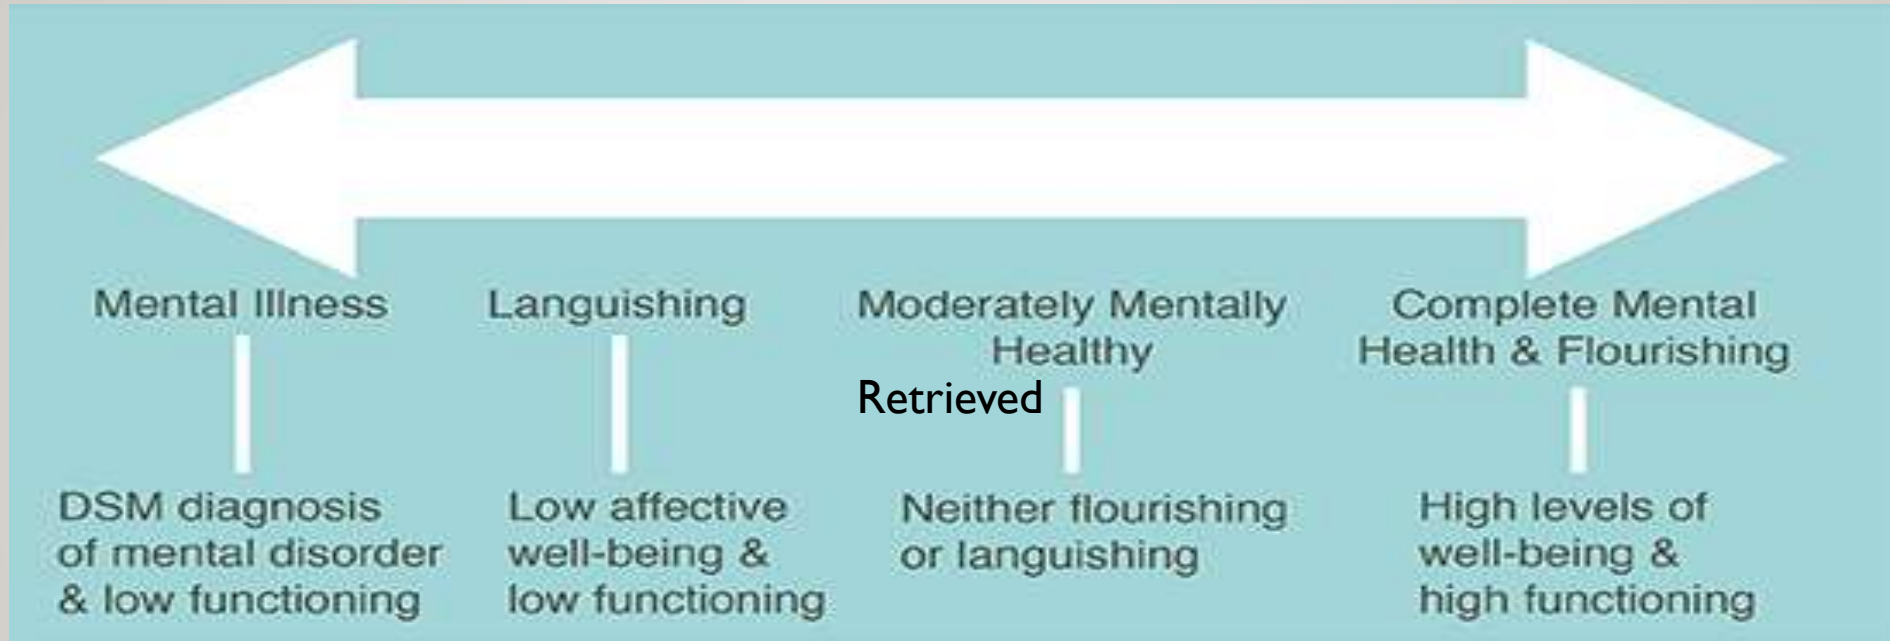 Mental Illness
Languishing
Moderately Mentally
Healthy
Complete Mental
Health & Flourishing
Retrieved
DSM diagnosis
of mental disorder
& low functioning
Low affective
well-being &
low functioning
Neither flourishing
or languishing
High levels of
well-being &
high functioning